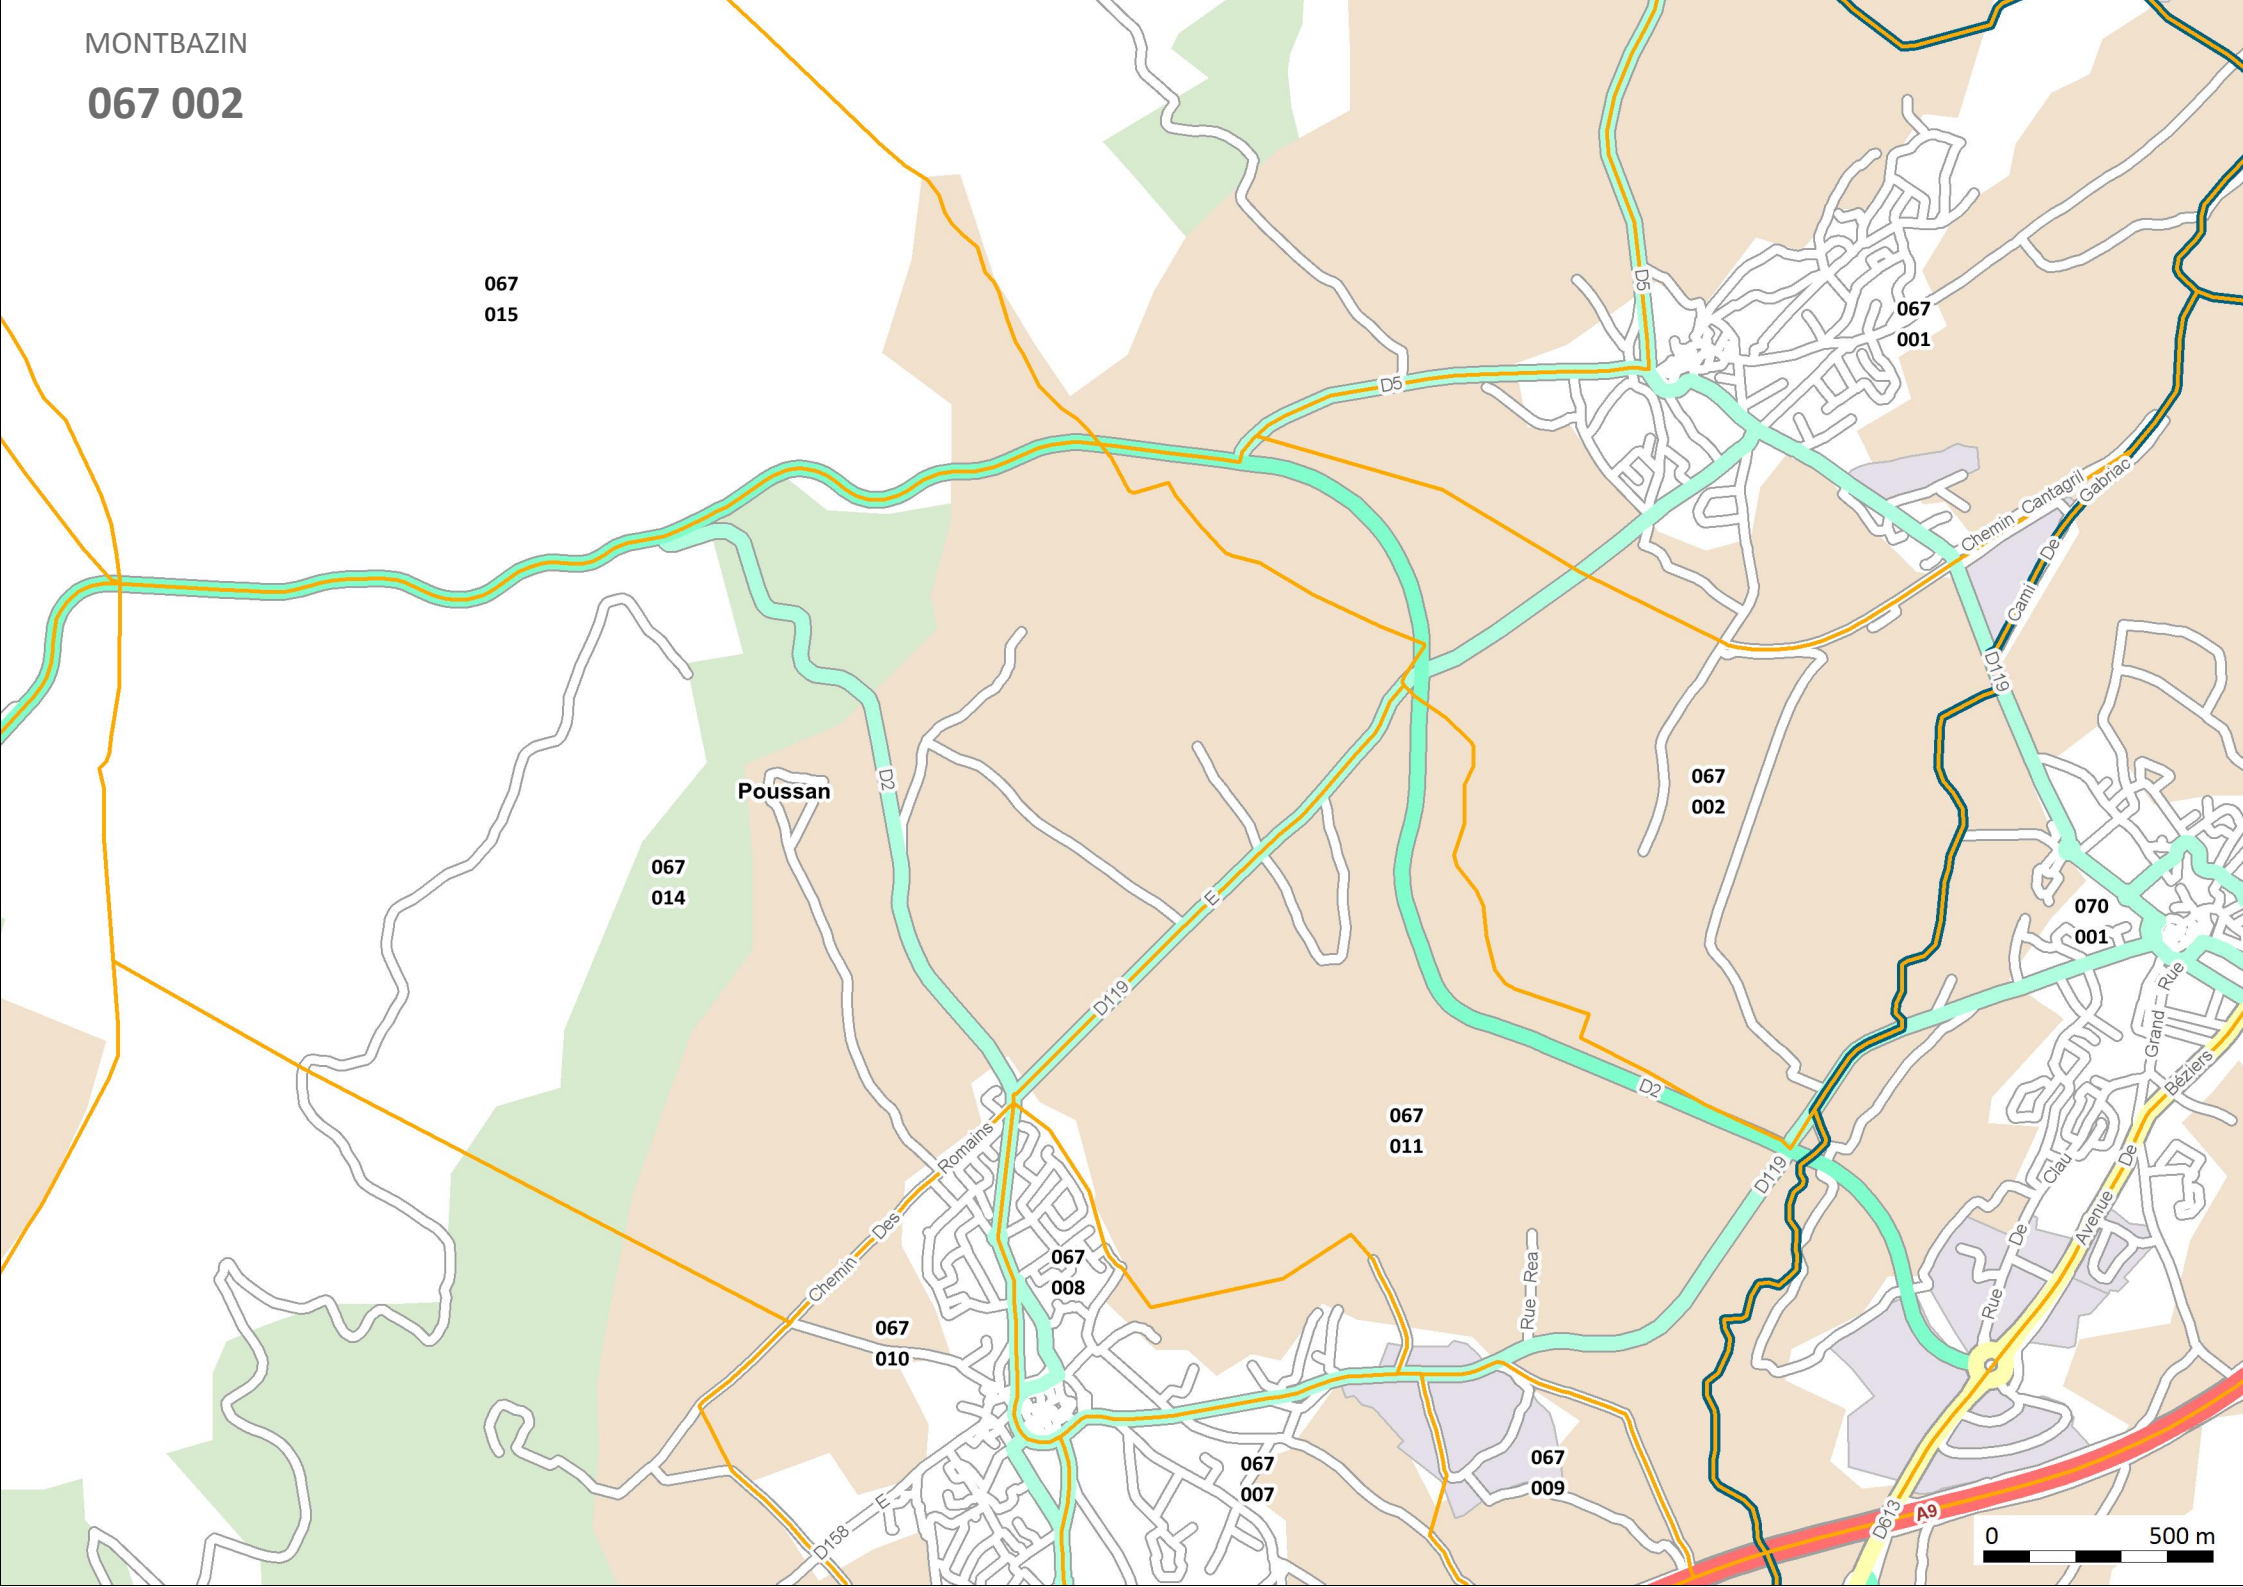 MONTBAZIN
067 002
067
015
D5
067
001
D5
Chemin Cantagril
Cami De Gabriac
D119
D2
Poussan
067
002
067
014
E
070
001
D119
Grand Rue
D2
Avenue De Béziers
067
011
Chemin Des Romains
D119
Rue De Clau
067
008
Rue Rea
067
010
067
007
067
009
E
D158
D613
A9
0 500 m